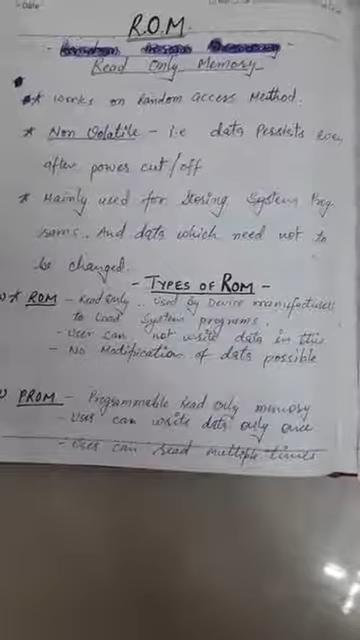 Date
R.O.M.
Read Only Memory
* Works on Random access Method.
* Non Volatile - i.e data Persists even
after power cut/off
* Mainly used for Storing System Prog
rams. And data which need not to
be changed.
- TYPES OF ROM -
* ROM - Read only .. Used by Device manufacturers
to Load System programs.
- User can not write data in this
- No Modification of data possible
PROM - Programmable Read only memory
- User can write data only once
- User can read multiple times